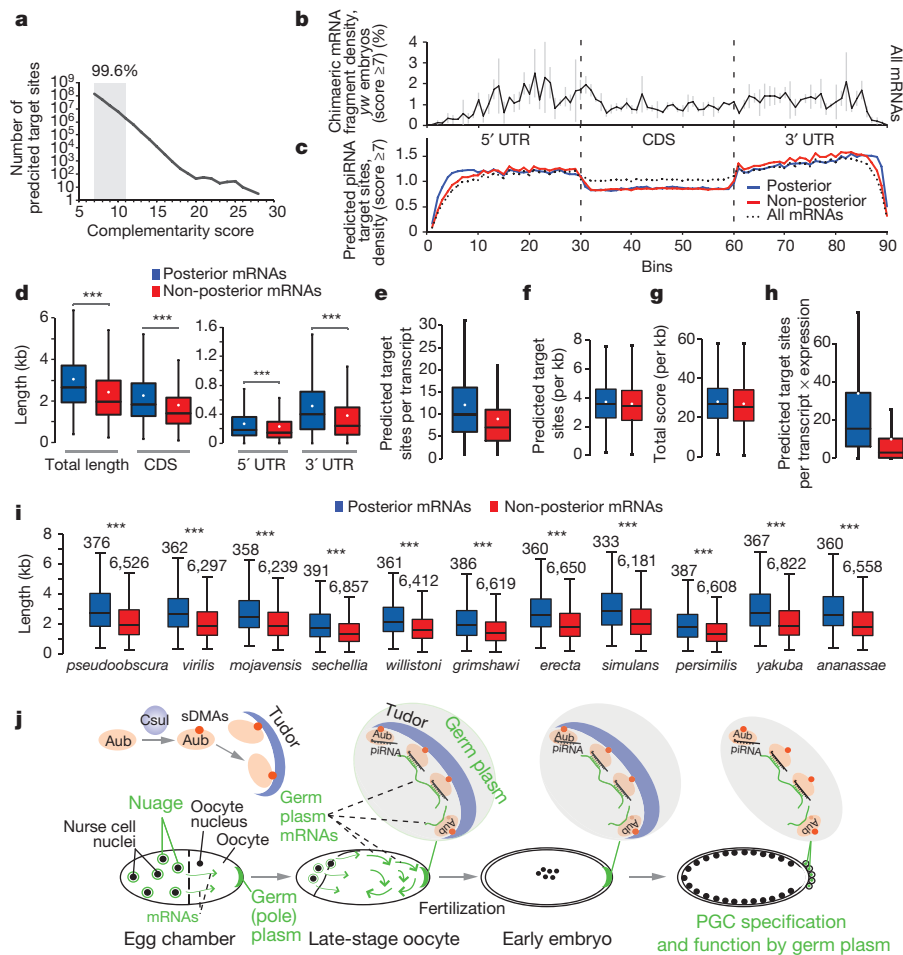 a
Number of
predicted target sites
99.6%
10⁹
10⁸
10⁷
10⁶
10⁵
10⁴
10³
10²
10
1
5
10
15
20
25
30
Complementarity score
b
Chimaeric mRNA
fragment density,
yw embryos
(score ≥7) (%)
4
3
2
1
0
All mRNAs
5′ UTR
CDS
3′ UTR
c
Predicted piRNA
target sites,
density (score ≥7)
1.5
1.0
0.5
0
Posterior
Non-posterior
All mRNAs
0
10
20
30
40
50
60
70
80
90
Bins
Posterior mRNAs
Non-posterior mRNAs
d
Length (kb)
6
4
2
0
***
***
Total length
CDS
1.6
1.2
0.8
0.4
0
***
***
5′ UTR
3′ UTR
e
Predicted target
sites per transcript
30
25
20
15
10
5
0
f
Predicted target
sites (per kb)
8
6
4
2
0
g
Total score (per kb)
60
40
20
0
h
Predicted target sites
per transcript × expression
60
40
20
0
i
Posterior mRNAs
Non-posterior mRNAs
Length (kb)
8
6
4
2
0
*** *** *** *** *** *** *** *** *** *** ***
376 6,526
362 6,297
358 6,239
391 6,857
361 6,412
386 6,619
360 6,650
333 6,181
387 6,608
367 6,822
360 6,558
pseudoobscura virilis mojavensis sechellia willistoni grimshawi erecta simulans persimilis yakuba ananassae
j
Csul
sDMAs
Aub
Aub
Tudor
Nuage
Nurse cell
nuclei
Oocyte
nucleus
Oocyte
mRNAs
Germ
(pole)
plasm
Egg chamber
Germ
plasm
mRNAs
Tudor
Germ plasm
Aub
piRNA
Aub
Late-stage oocyte
Fertilization
Aub
piRNA
Aub
Early embryo
Aub
piRNA
Aub
PGC specification
and function by germ plasm